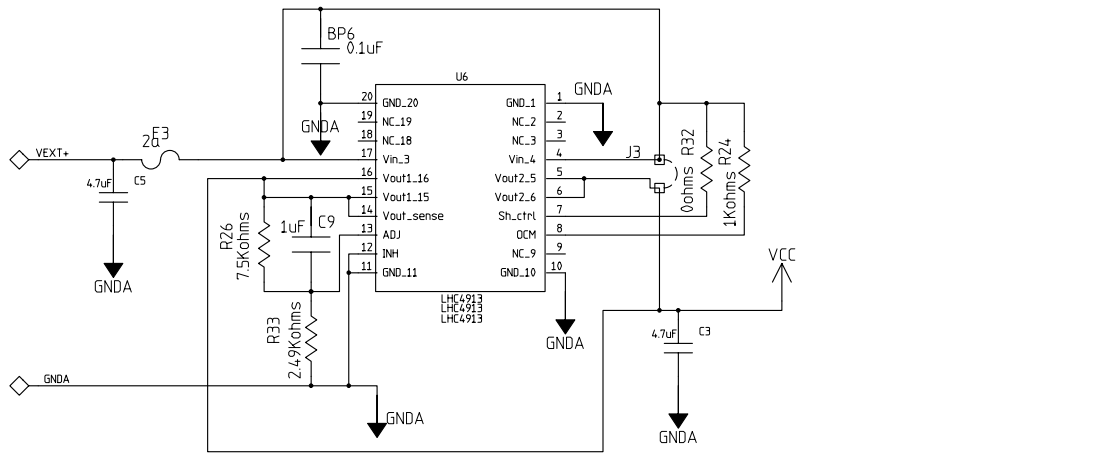 BP6
0.1uF
U6
GNDA
20 GND_20 GND_1 1
19 NC_19 NC_2 2
GNDA
18 NC_18 NC_3 3
F3
2a
VEXT+
17 Vin_3 Vin_4 4
J3
R32
0ohms
R24
1Kohms
4.7uF C5
16 Vout1_16 Vout2_5 5
15 Vout1_15 Vout2_6 6
14 Vout_sense Sh_ctrl 7
R26
7.5Kohms
1uF C9
13 ADJ OCM 8
12 INH NC_9 9
11 GND_11 GND_10 10
VCC
GNDA
LHC4913
LHC4913
LHC4913
R33
2.49Kohms
GNDA
4.7uF C3
GNDA
GNDA
GNDA